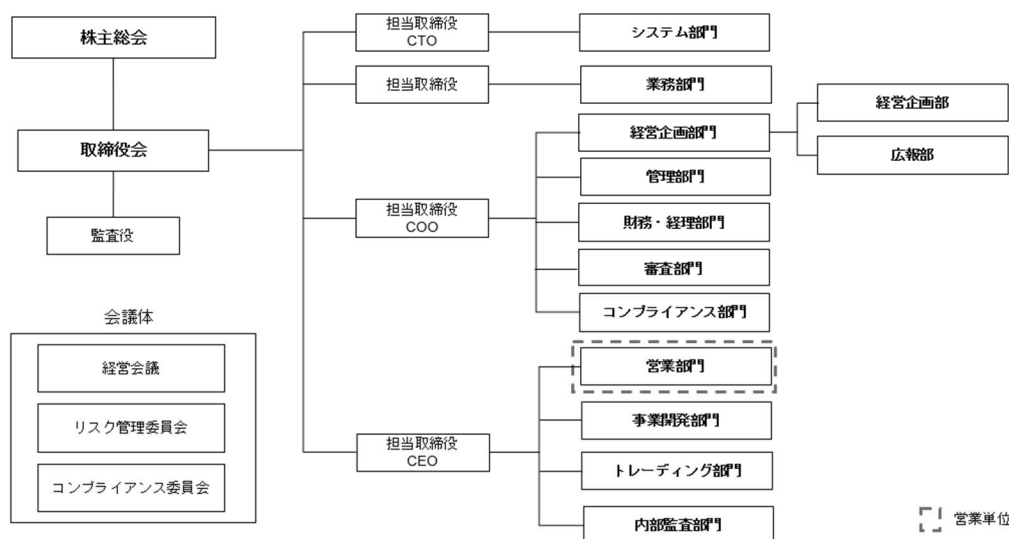 株主総会
取締役会
監査役
会議体
経営会議
リスク管理委員会
コンプライアンス委員会
担当取締役
CTO
システム部門
担当取締役
業務部門
担当取締役
COO
経営企画部門
経営企画部
広報部
管理部門
財務・経理部門
審査部門
コンプライアンス部門
担当取締役
CEO
営業部門
事業開発部門
トレーディング部門
内部監査部門
営業単位